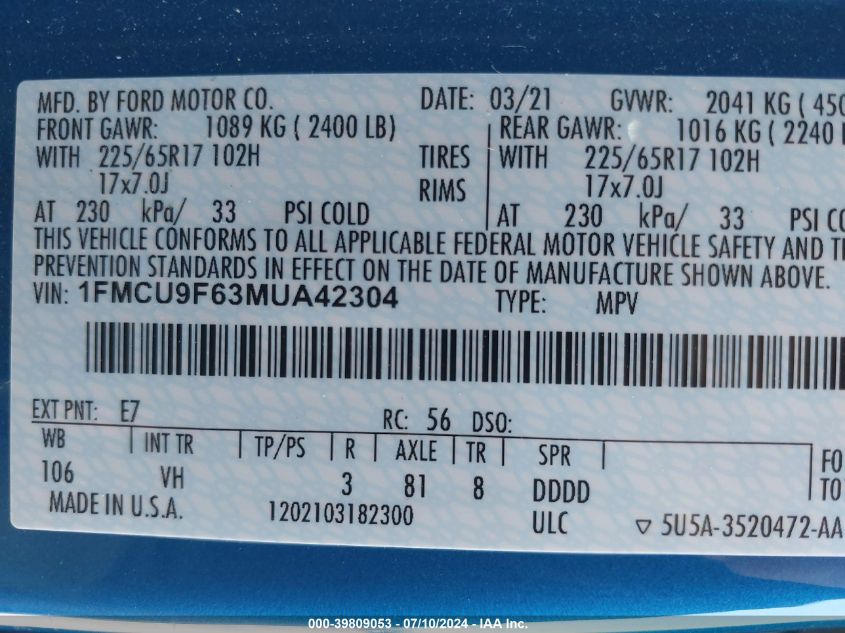 MFD. BY FORD MOTOR CO. DATE: 03/21 GVWR: 2041 KG ( 450
FRONT GAWR: 1089 KG ( 2400 LB) REAR GAWR: 1016 KG ( 2240
WITH 225/65R17 102H TIRES WITH 225/65R17 102H
17x7.0J RIMS 17x7.0J
AT 230 kPa/ 33 PSI COLD AT 230 kPa/ 33 PSI CO
THIS VEHICLE CONFORMS TO ALL APPLICABLE FEDERAL MOTOR VEHICLE SAFETY AND
PREVENTION STANDARDS IN EFFECT ON THE DATE OF MANUFACTURE SHOWN ABOVE.
VIN: 1FMCU9F63MUA42304 TYPE: MPV
EXT PNT: E7 RC: 56 DSO:
WB INT TR TP/PS R AXLE TR SPR
106 VH 3 81 8 DDDD
FO
TO
MADE IN U.S.A. 1202103182300 ULC ▽ 5U5A-3520472-AA
000-39809053 - 07/10/2024 - IAA Inc.